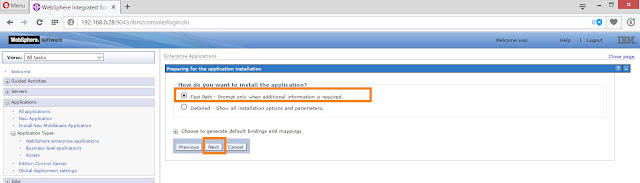 Menu
WebSphere Integrated Sol
192.168.0.28:9043/ibm/console/login.do
WebSphere. software
Welcome was
Help
Logout
IBM
View: All tasks
Enterprise Applications
Close page
Welcome
Guided Activities
Servers
Applications
All applications
New Application
Install New Middleware Application
Application Types
WebSphere enterprise applications
Business-level applications
Assets
Edition Control Center
Global deployment settings
Jobs
Preparing for the application installation
How do you want to install the application?
Fast Path - Prompt only when additional information is required.
Detailed - Show all installation options and parameters.
Choose to generate default bindings and mappings
Previous Next Cancel